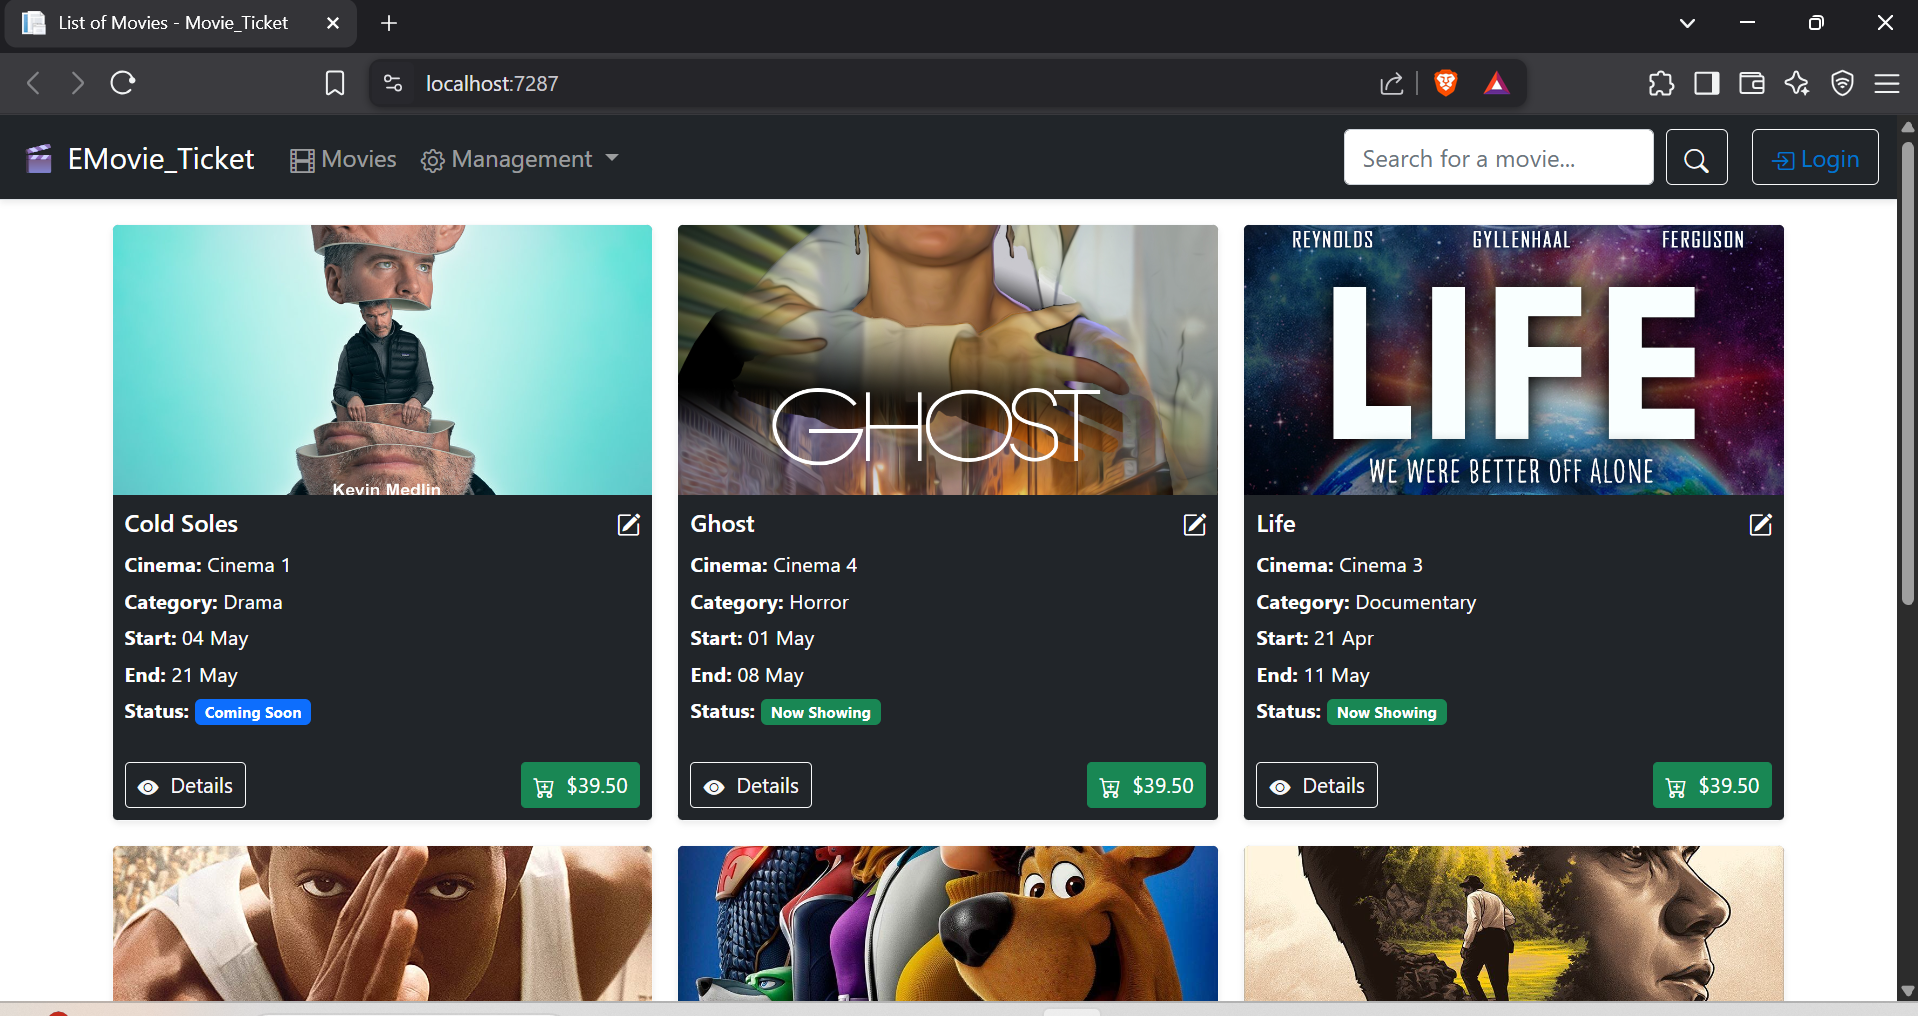 List of Movies - Movie_Ticket
localhost:7287
EMovie_Ticket Movies Management Search for a movie... Login
Kevin Medlin
GHOST
REYNOLDS GYLLENHAAL FERGUSON
LIFE
WE WERE BETTER OFF ALONE
Cold Soles
Cinema: Cinema 1
Category: Drama
Start: 04 May
End: 21 May
Status: Coming Soon
Details $39.50
Ghost
Cinema: Cinema 4
Category: Horror
Start: 01 May
End: 08 May
Status: Now Showing
Details $39.50
Life
Cinema: Cinema 3
Category: Documentary
Start: 21 Apr
End: 11 May
Status: Now Showing
Details $39.50